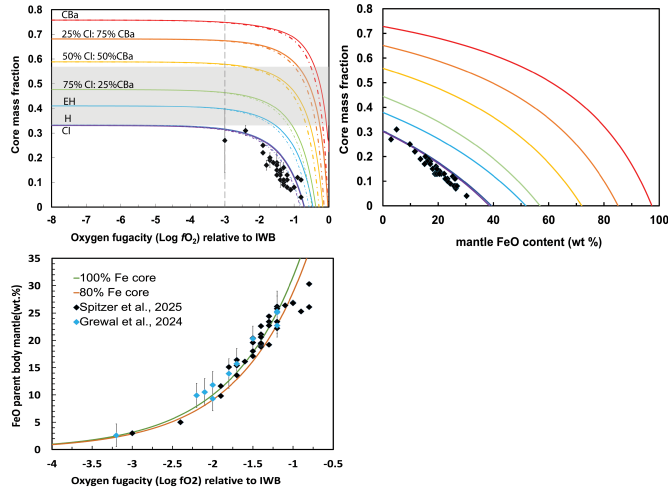 0.8
0.7
0.6
0.5
0.4
0.3
0.2
0.1
0
Core mass fraction
CBa
25% CI: 75% CBa
50% CI: 50%CBa
75% CI: 25%CBa
EH
H
CI
-8 -7 -6 -5 -4 -3 -2 -1 0
Oxygen fugacity (Log fO2) relative to IWB
0.8
0.7
0.6
0.5
0.4
0.3
0.2
0.1
0
Core mass fraction
0 20 40 60 80 100
mantle FeO content (wt %)
35
30
25
20
15
10
5
0
FeO parent body mantle(wt.%)
100% Fe core
80% Fe core
Spitzer et al., 2025
Grewal et al., 2024
-4 -3.5 -3 -2.5 -2 -1.5 -1 -0.5
Oxygen fugacity (Log fO2) relative to IWB